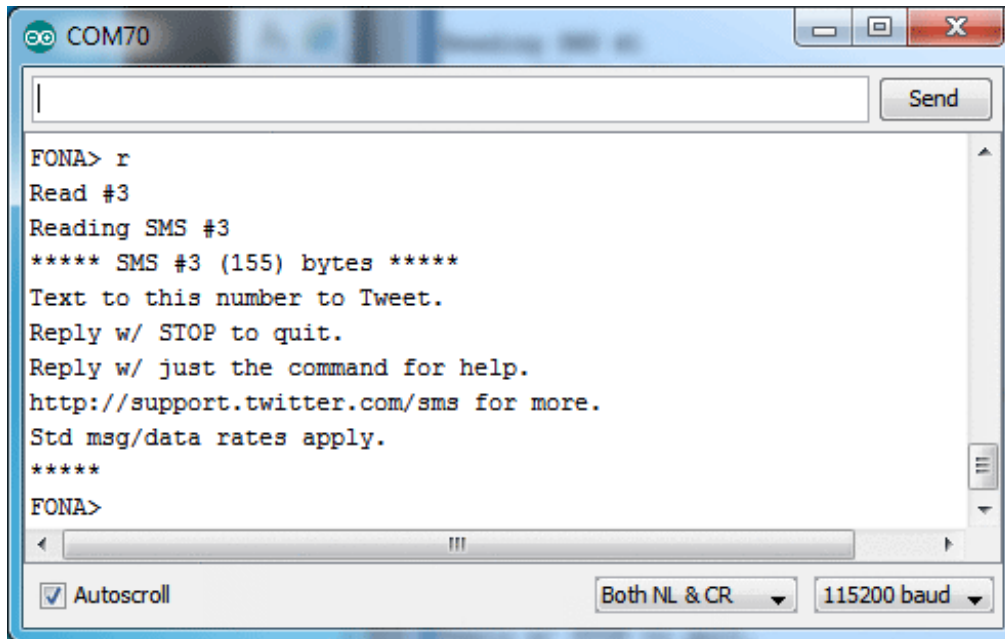 COM70
Send
FONA> r
Read #3
Reading SMS #3
***** SMS #3 (155) bytes *****
Text to this number to Tweet.
Reply w/ STOP to quit.
Reply w/ just the command for help.
http://support.twitter.com/sms for more.
Std msg/data rates apply.
*****
FONA>
Autoscroll
Both NL & CR
115200 baud